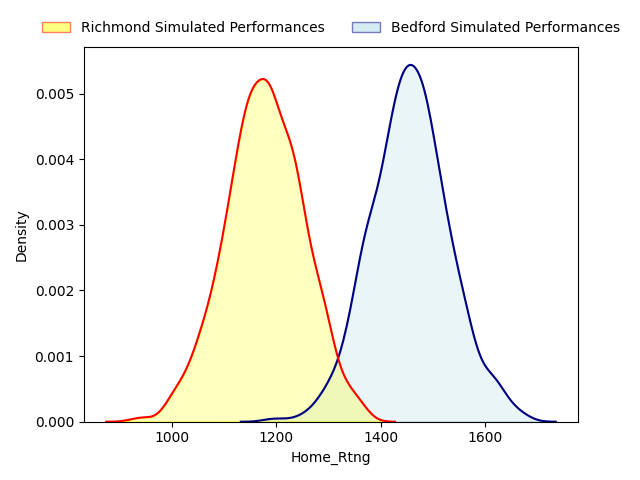 Richmond Simulated Performances Bedford Simulated Performances
0.005
0.004
0.003
0.002
0.001
0.000
Density
1000 1200 1400 1600
Home_Rtng